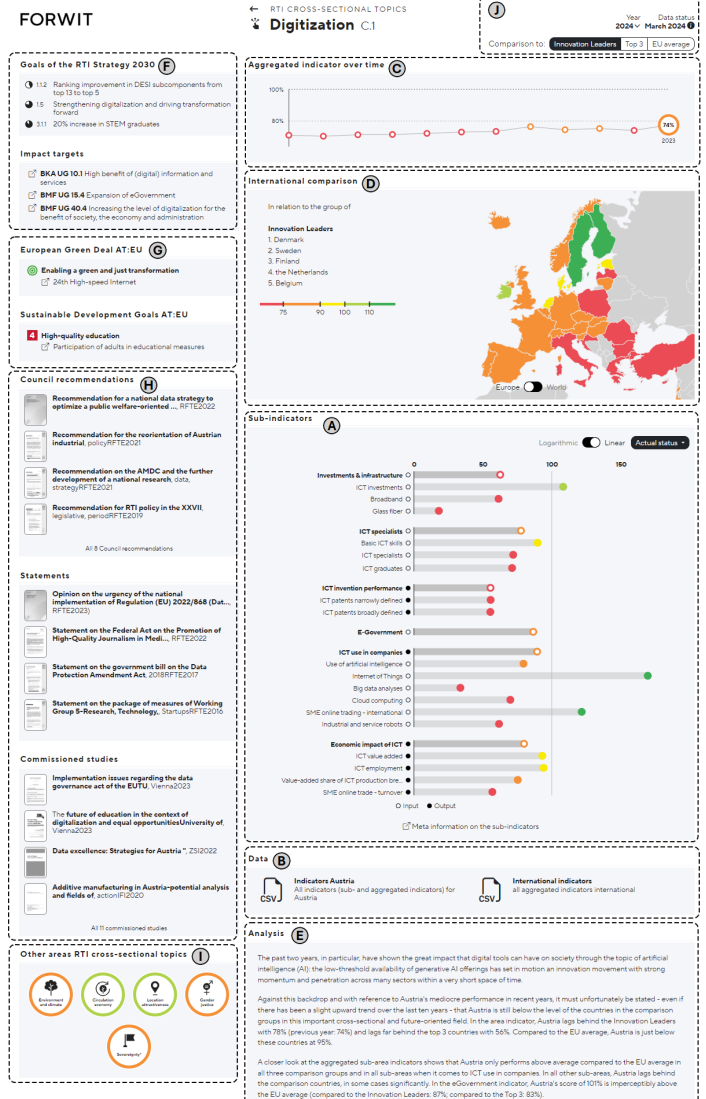 FORWIT
← RTI CROSS-SECTIONAL TOPICS
Digitization C.1
J
Year Data status
2024 March 2024
Comparison to: Innovation Leaders Top 3 EU average
Goals of the RTI Strategy 2030 F
1.1.2 Ranking improvement in DESI subcomponents from
top 13 to top 5
1.5 Strengthening digitalization and driving transformation
forward
3.1.1 20% increase in STEM graduates
Impact targets
BKA UG 10.1 High benefit of (digital) information and
services
BMF UG 15.4 Expansion of eGovernment
BMF UG 40.4 Increasing the level of digitalization for the
benefit of society, the economy and administration
European Green Deal AT:EU G
Enabling a green and just transformation
24th High-speed Internet
Sustainable Development Goals AT:EU
4 High-quality education
Participation of adults in educational measures
Council recommendations H
Recommendation for a national data strategy to
optimize a public welfare-oriented ..., RFTE2022
Recommendation for the reorientation of Austrian
industrial, policyRFTE2021
Recommendation on the AMDC and the further
development of a national research, data,
strategyRFTE2021
Recommendation for RTI policy in the XXVII,
legislative, periodRFTE2019
All 8 Council recommendations
Statements
Opinion on the urgency of the national
implementation of Regulation (EU) 2022/868 (Dat...,
RFTE2023)
Statement on the Federal Act on the Promotion of
High-Quality Journalism in Medi..., RFTE2022
Statement on the government bill on the Data
Protection Amendment Act, 2018RFTE2017
Statement on the package of measures of Working
Group 5-Research, Technology,, StartupsRFTE2016
Commissioned studies
Implementation issues regarding the data
governance act of the EUTU, Vienna2023
The future of education in the context of
digitalization and equal opportunitiesUniversity of,
Vienna2023
Data excellence: Strategies for Austria ", ZSI2022
Additive manufacturing in Austria-potential analysis
and fields of, actionIFI2020
All 11 commissioned studies
Other areas RTI cross-sectional topics I
Environment
and climate
Circulation
economy
Location
attractiveness
Gender
justice
Sovereignty*
Aggregated indicator over time C
100%
80%
74%
2023
International comparison D
In relation to the group of
Innovation Leaders
1. Denmark
2. Sweden
3. Finland
4. the Netherlands
5. Belgium
75 90 100 110
Europe World
Sub-indicators A
Logarithmic Linear Actual status
0 50 100 150
Investments & infrastructure
ICT investments
Broadband
Glass fiber
ICT specialists
Basic ICT skills
ICT specialists
ICT graduates
ICT invention performance
ICT patents narrowly defined
ICT patents broadly defined
E-Government
ICT use in companies
Use of artificial intelligence
Internet of Things
Big data analyses
Cloud computing
SME online trading - international
Industrial and service robots
Economic impact of ICT
ICT value added
ICT employment
Value-added share of ICT production bre...
SME online trade - turnover
Input Output
Meta information on the sub-indicators
Data B
CSV
Indicators Austria
All indicators (sub- and aggregated indicators) for
Austria
CSV
International indicators
all aggregated indicators international
Analysis E
The past two years, in particular, have shown the great impact that digital tools can have on society through the topic of artificial
intelligence (AI): the low-threshold availability of generative AI offerings has set in motion an innovation movement with strong
momentum and penetration across many sectors within a very short space of time.
Against this backdrop and with reference to Austria's mediocre performance in recent years, it must unfortunately be stated - even if
there has been a slight upward trend over the last ten years - that Austria is still below the level of the countries in the comparison
groups in this important cross-sectional and future-oriented field. In the area indicator, Austria lags behind the Innovation Leaders
with 78% (previous year: 74%) and lags far behind the top 3 countries with 56%. Compared to the EU average, Austria is just below
these countries at 95%.
A closer look at the aggregated sub-area indicators shows that Austria only performs above average compared to the EU average in
all three comparison groups and in all sub-areas when it comes to ICT use in companies. In all other sub-areas, Austria lags behind
the comparison countries, in some cases significantly. In the eGovernment indicator, Austria's score of 101% is imperceptibly above
the EU average (compared to the Innovation Leaders: 87%; compared to the Top 3: 83%).